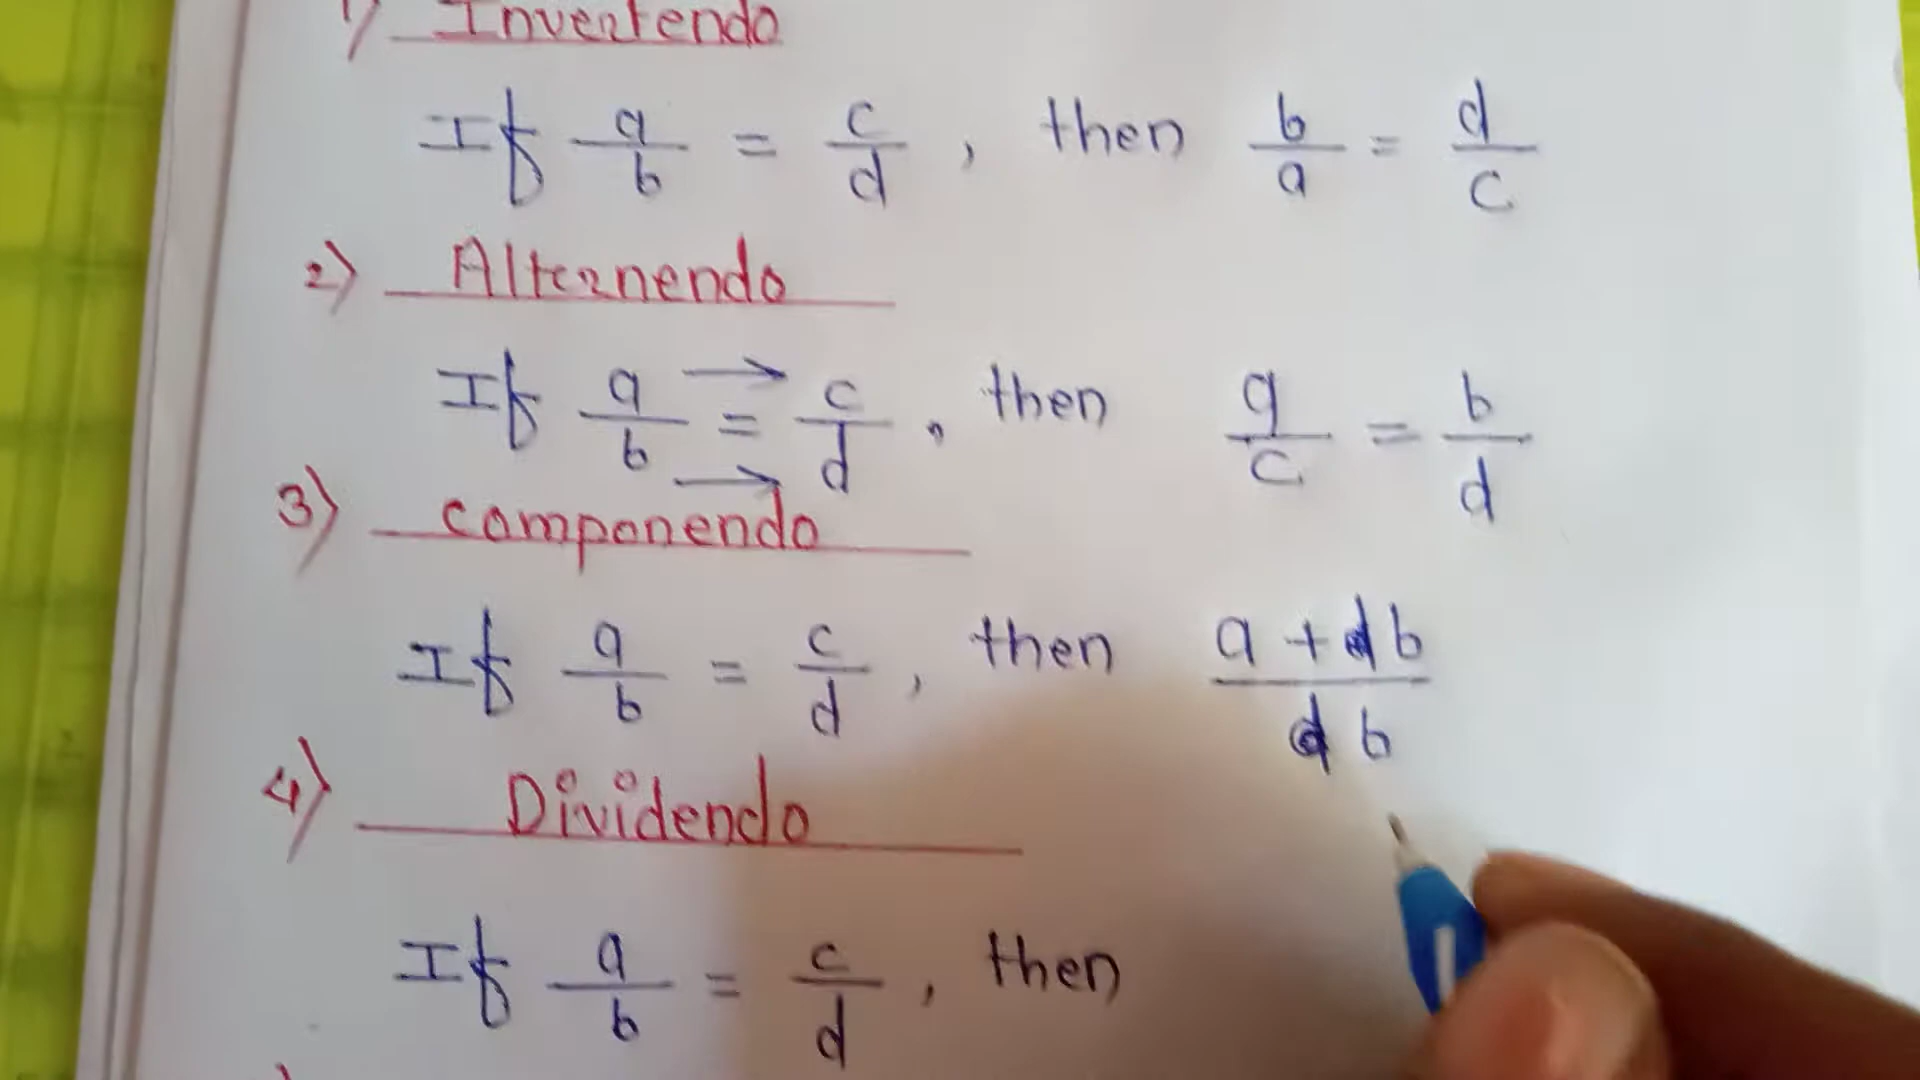 1) Invertendo
If a/b = c/d , then b/a = d/c
2) Alternendo
If a/b = c/d , then a/c = b/d
3) componendo
If a/b = c/d , then a + b/b
4) Dividendo
If a/b = c/d , then